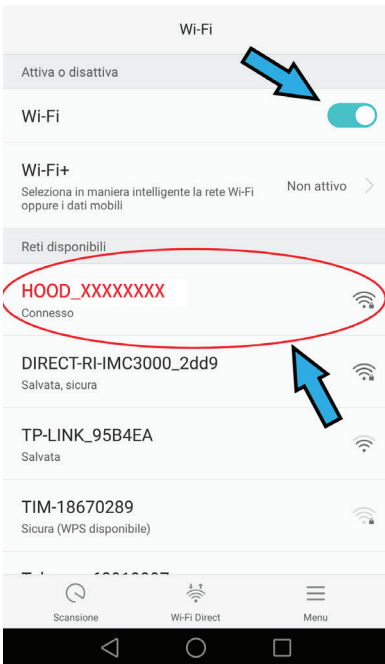 Wi-Fi
Attiva o disattiva
Wi-Fi
Wi-Fi+
Seleziona in maniera intelligente la rete Wi-Fi
oppure i dati mobili
Non attivo
Reti disponibili
HOOD_XXXXXXXX
Connesso
DIRECT-RI-IMC3000_2dd9
Salvata, sicura
TP-LINK_95B4EA
Salvata
TIM-18670289
Sicura (WPS disponibile)
Scansione
Wi-Fi Direct
Menu